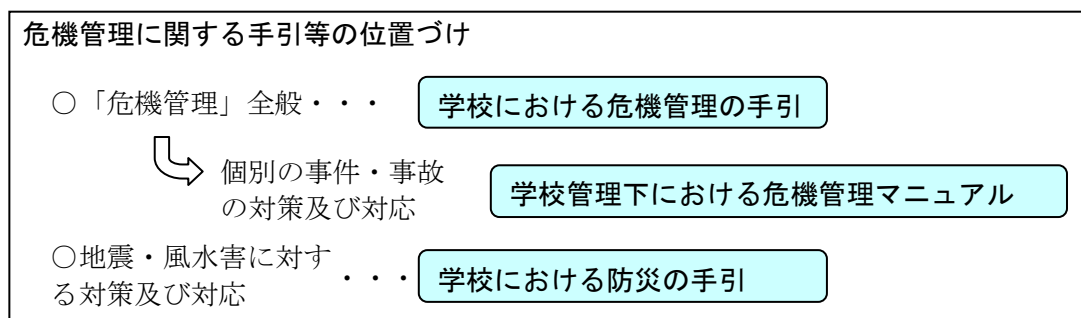 危機管理に関する手引等の位置づけ
○「危機管理」全般・・・ 学校における危機管理の手引
個別の事件・事故
の対策及び対応 学校管理下における危機管理マニュアル
○地震・風水害に対す
る対策及び対応 ・・・ 学校における防災の手引